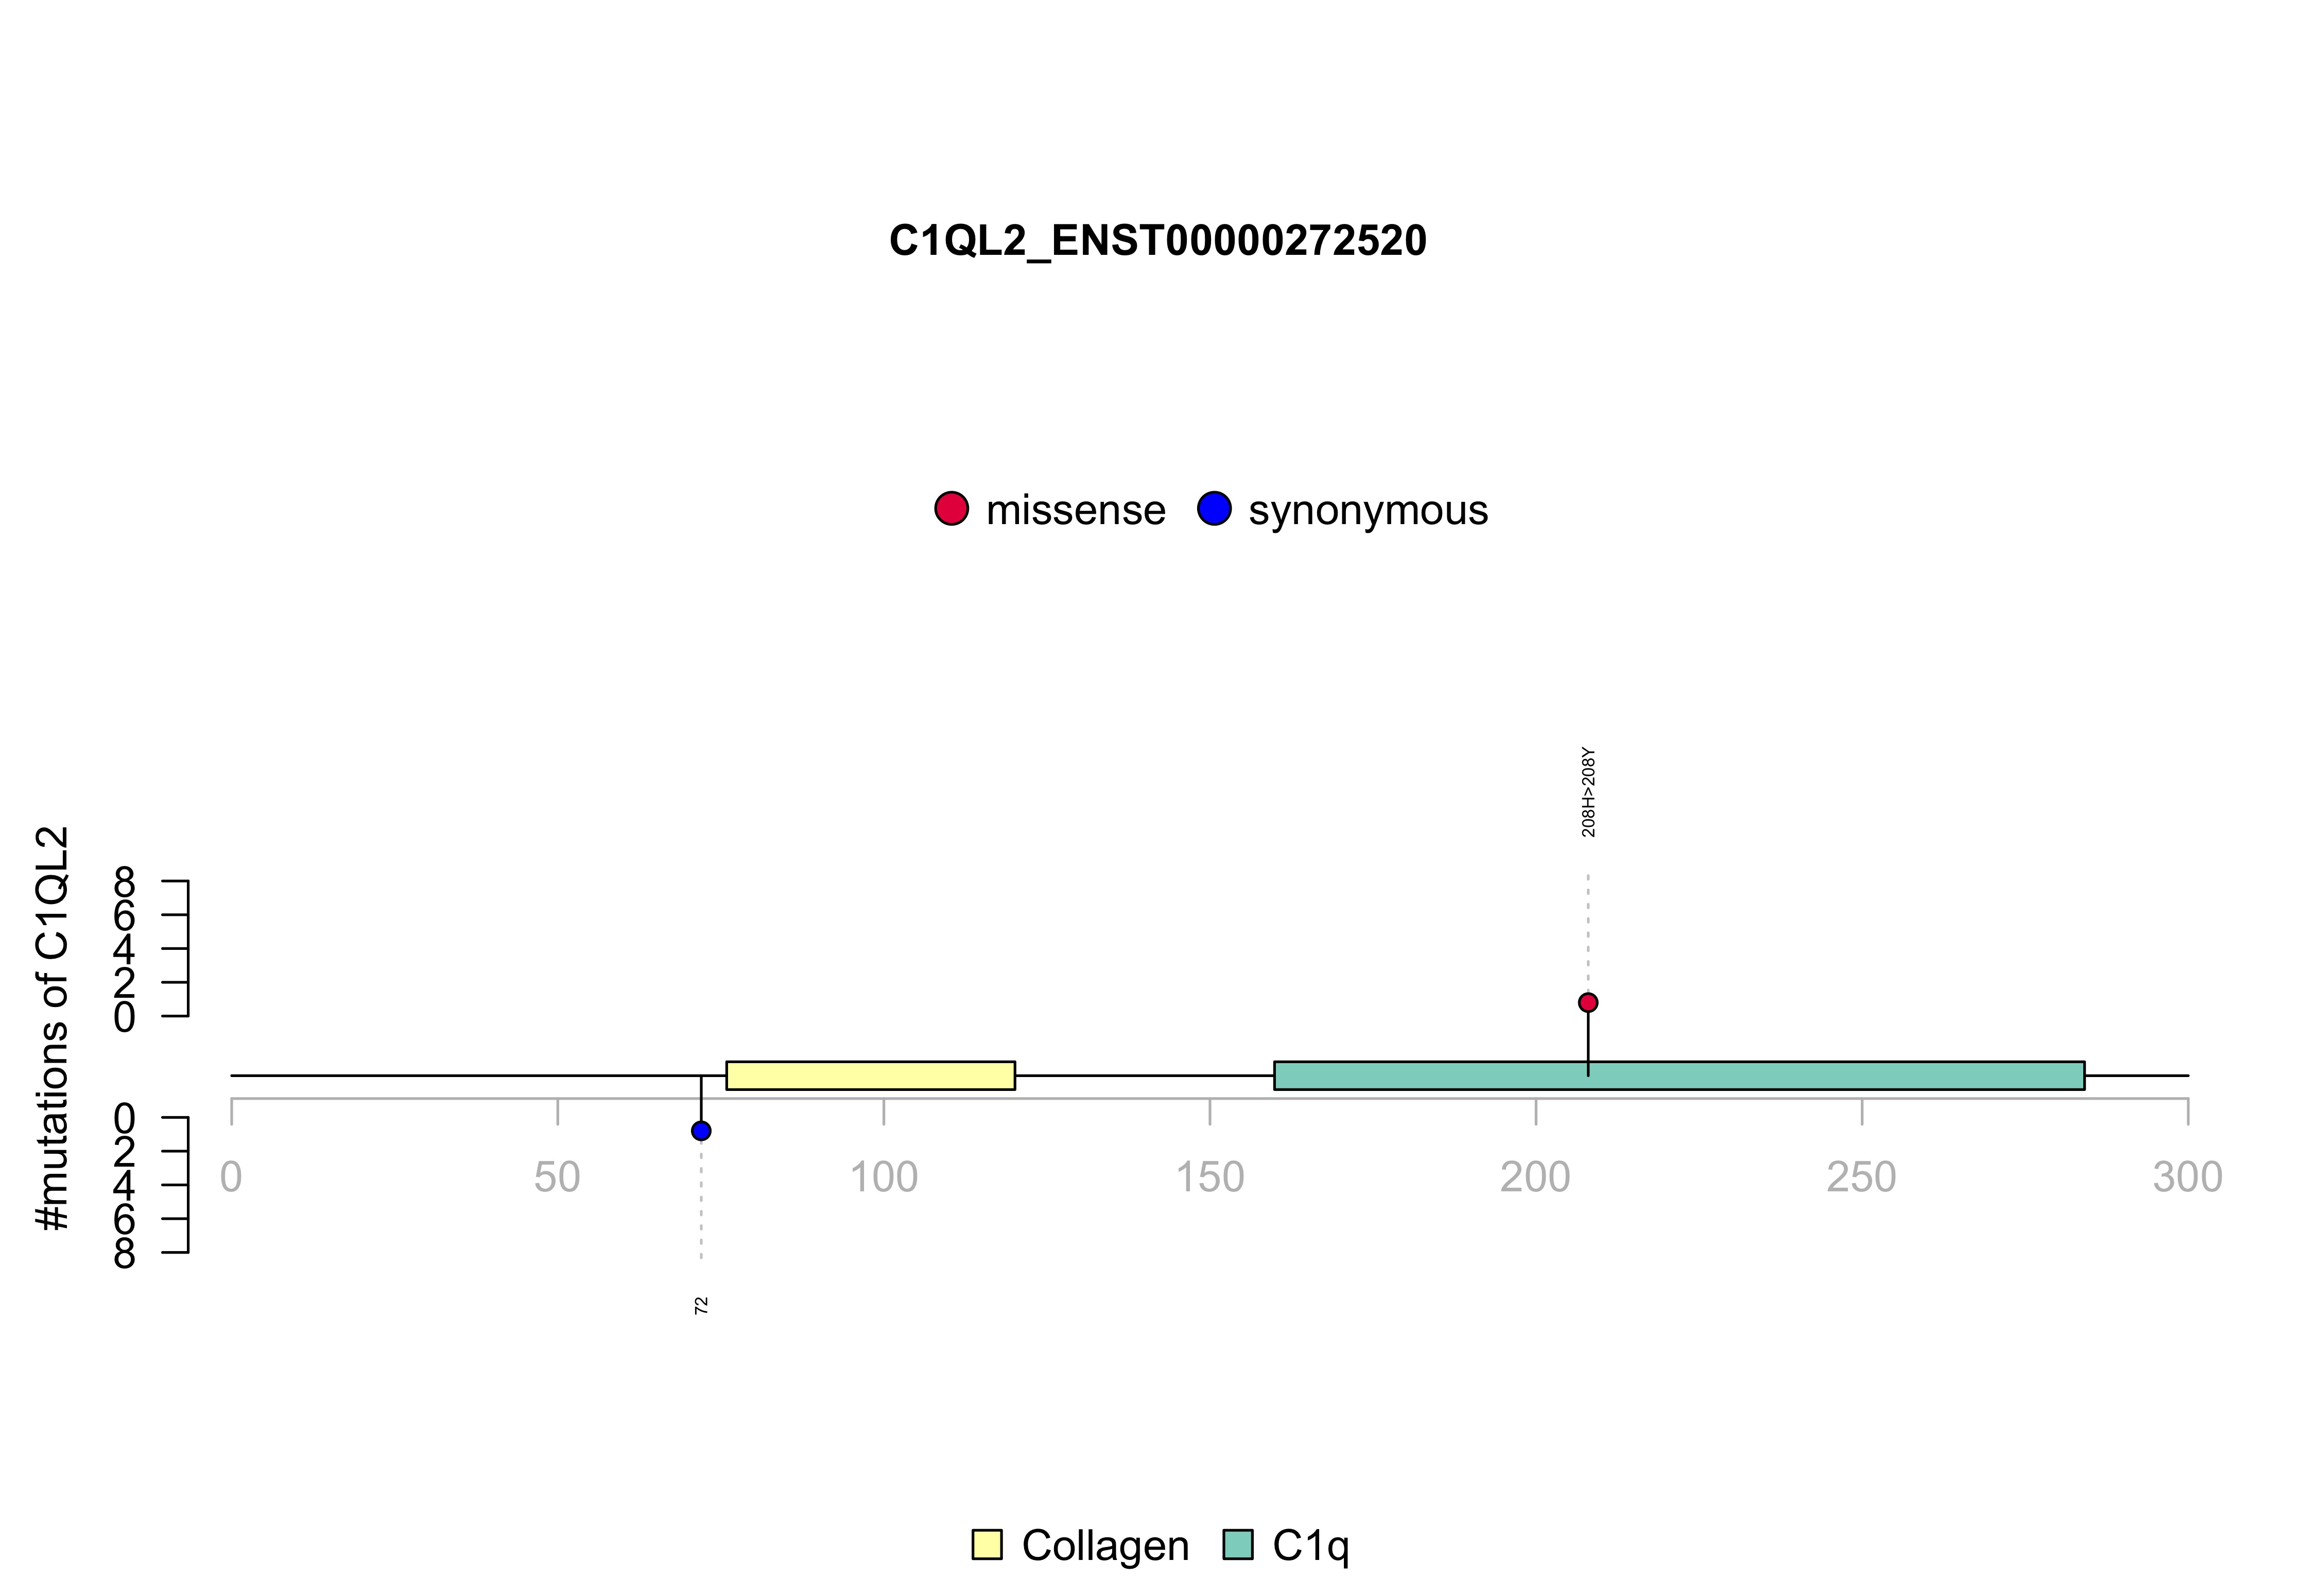 C1QL2_ENST00000272520
missense synonymous
208H>208Y
#mutations of C1QL2
8
6
4
2
0
0
2
4
6
8
0 50 100 150 200 250 300
72
Collagen C1q